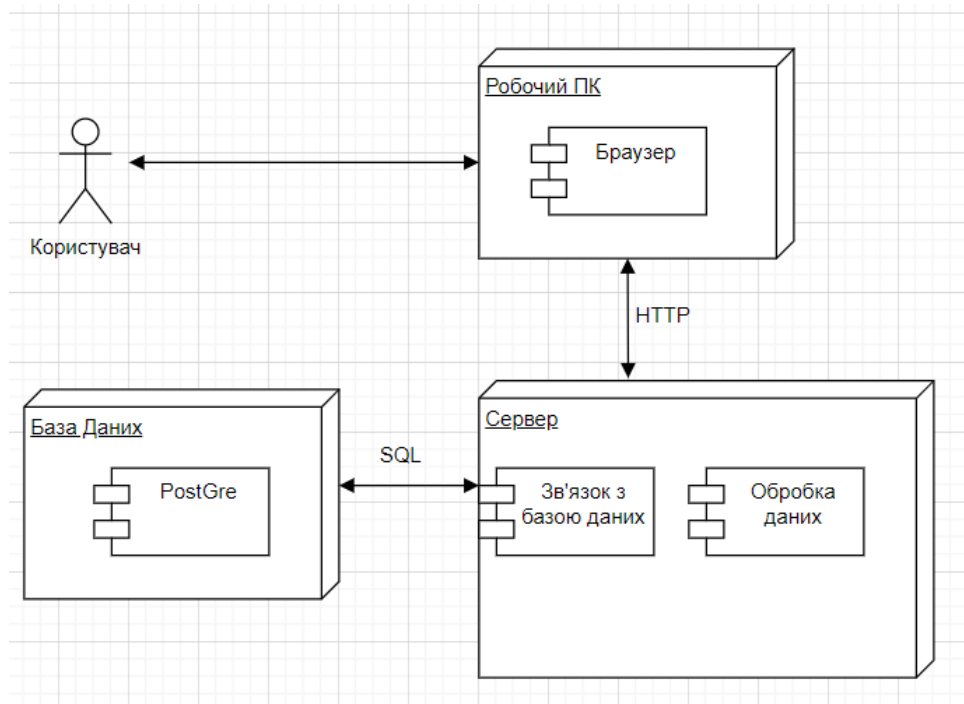 Робочий ПК
Браузер
Користувач
HTTP
База Даних
PostGre
SQL
Сервер
Зв'язок з
базою даних
Обробка
даних